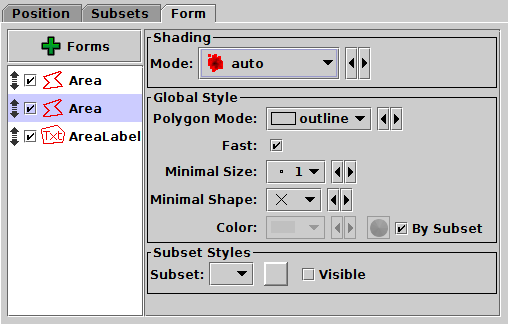 Position Subsets Form
Forms
Area
Area
Txt AreaLabel
Shading
Mode: auto
Global Style
Polygon Mode: outline
Fast:
Minimal Size: 1
Minimal Shape:
Color: By Subset
Subset Styles
Subset: Visible